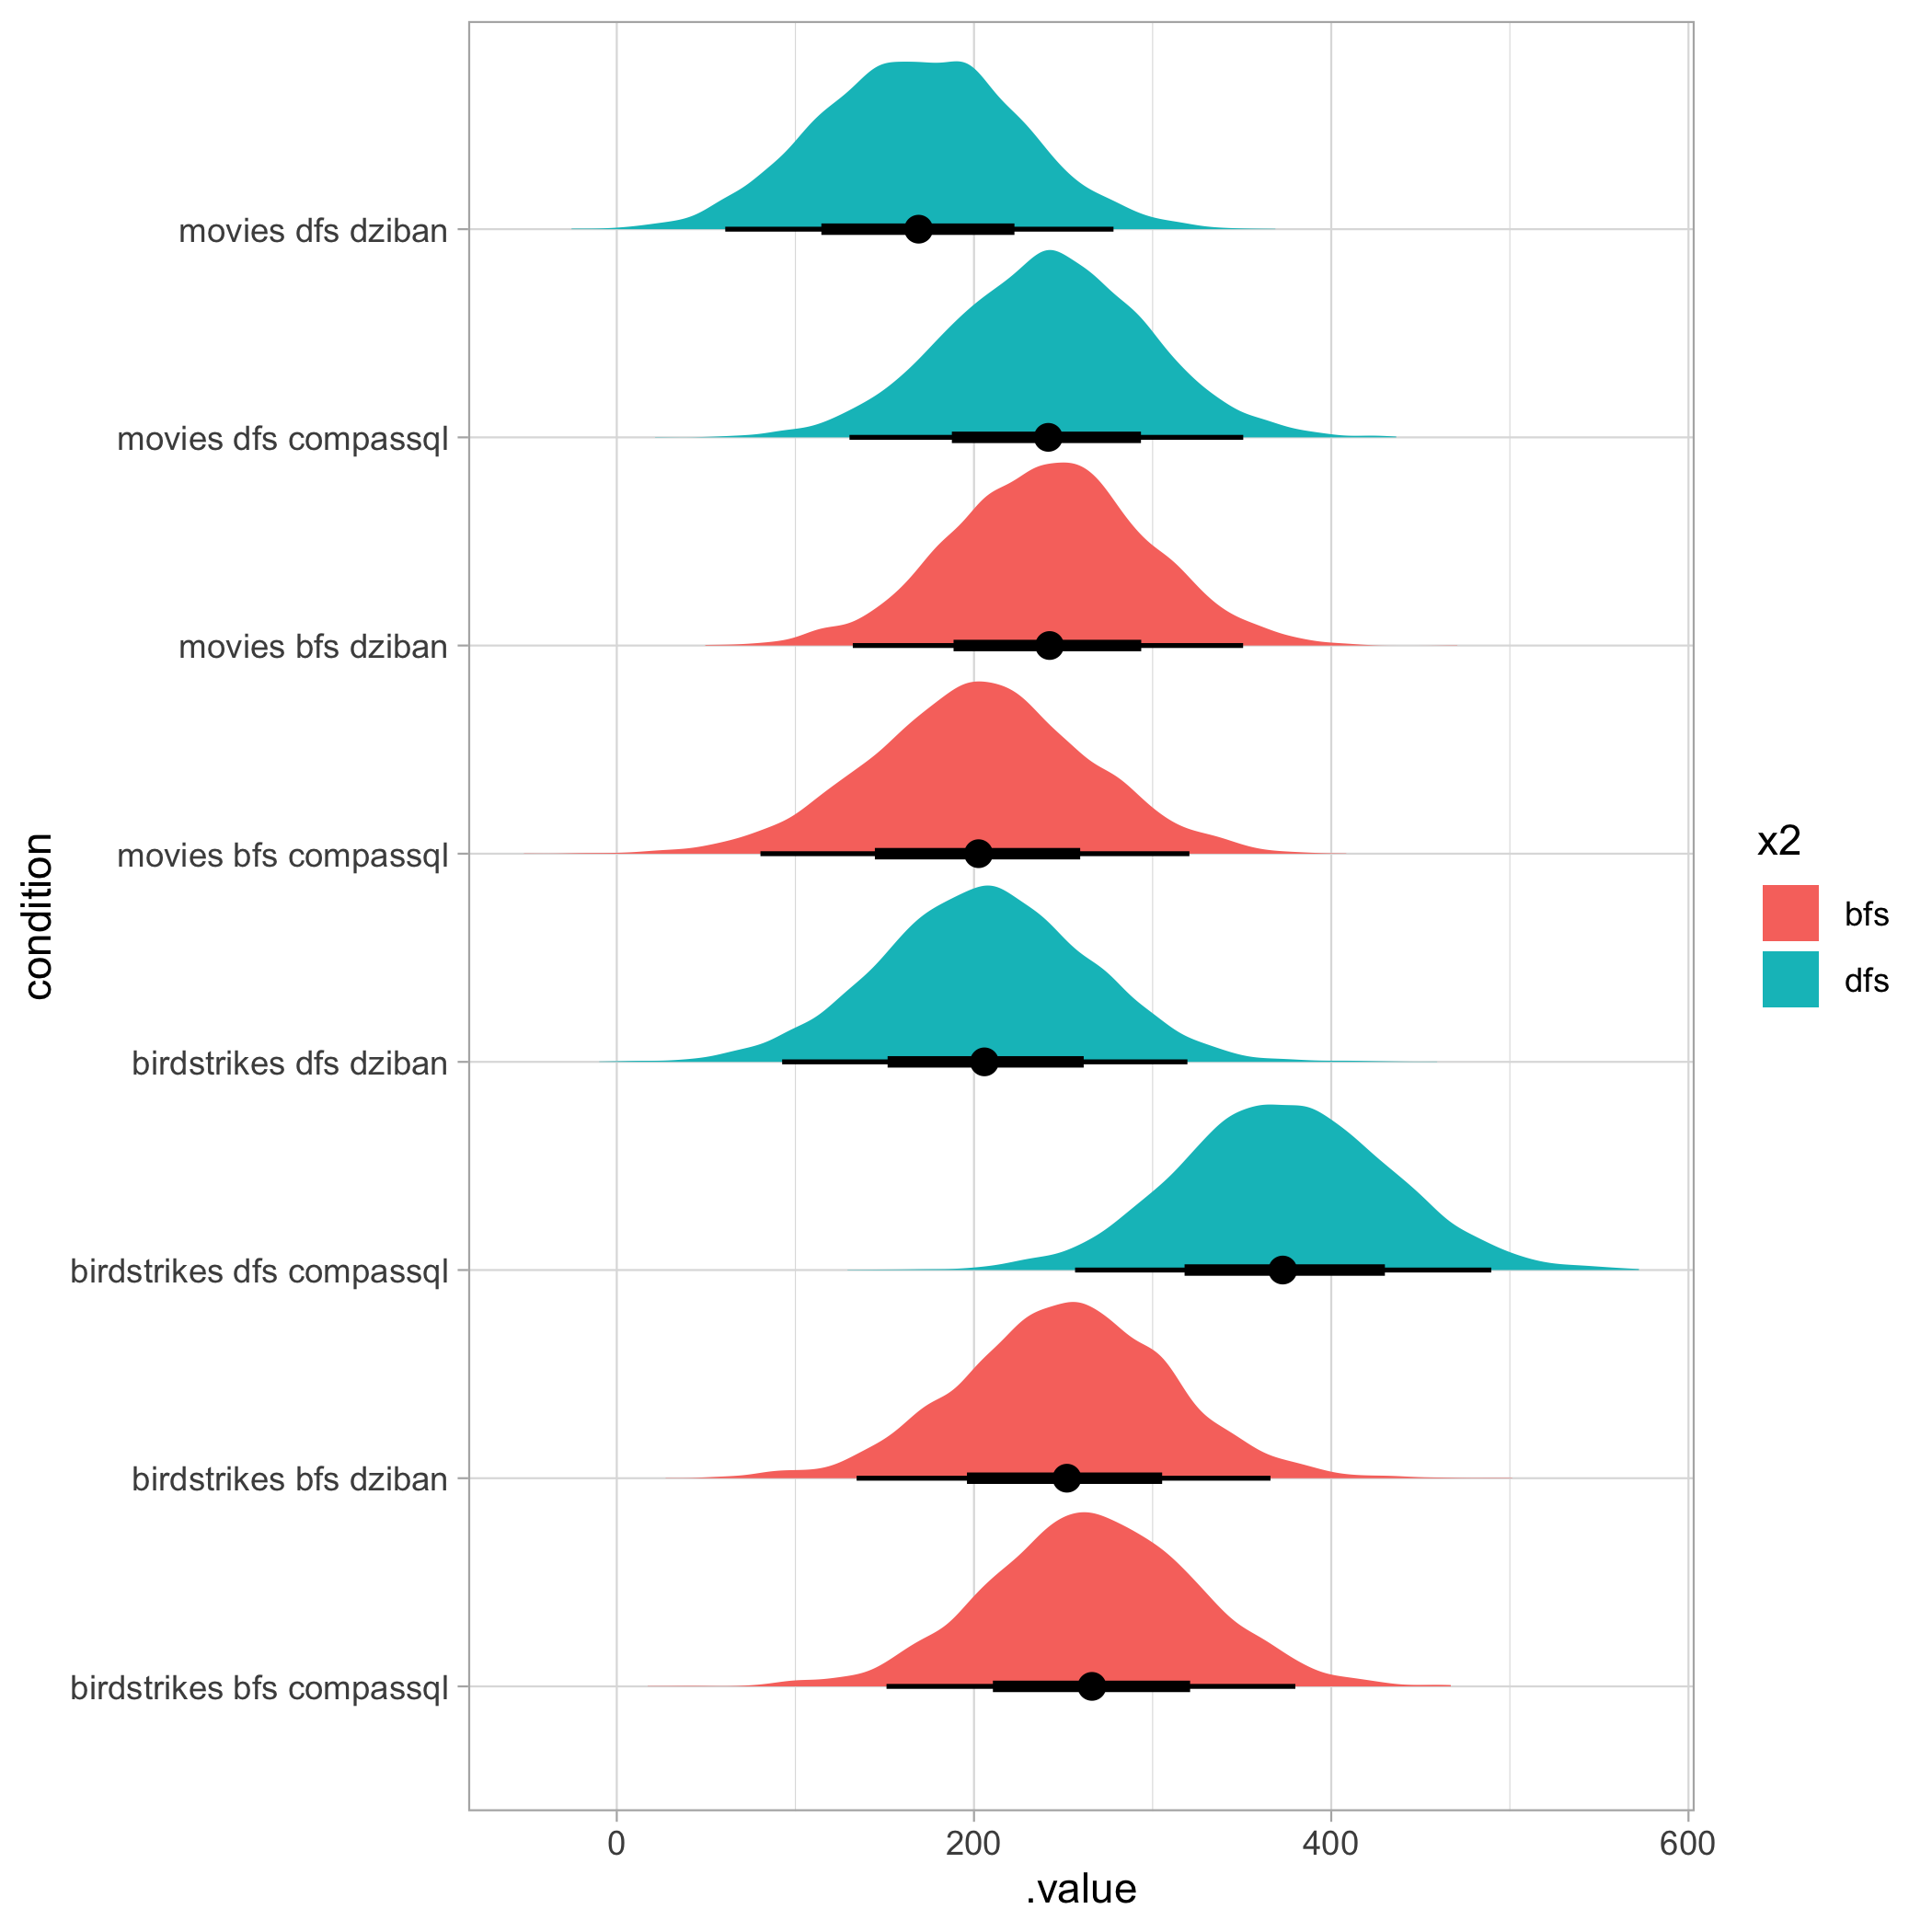 condition
movies dfs dziban
movies dfs compassql
movies bfs dziban
movies bfs compassql
birdstrikes dfs dziban
birdstrikes dfs compassql
birdstrikes bfs dziban
birdstrikes bfs compassql
0 200 400 600
.value
x2
bfs
dfs